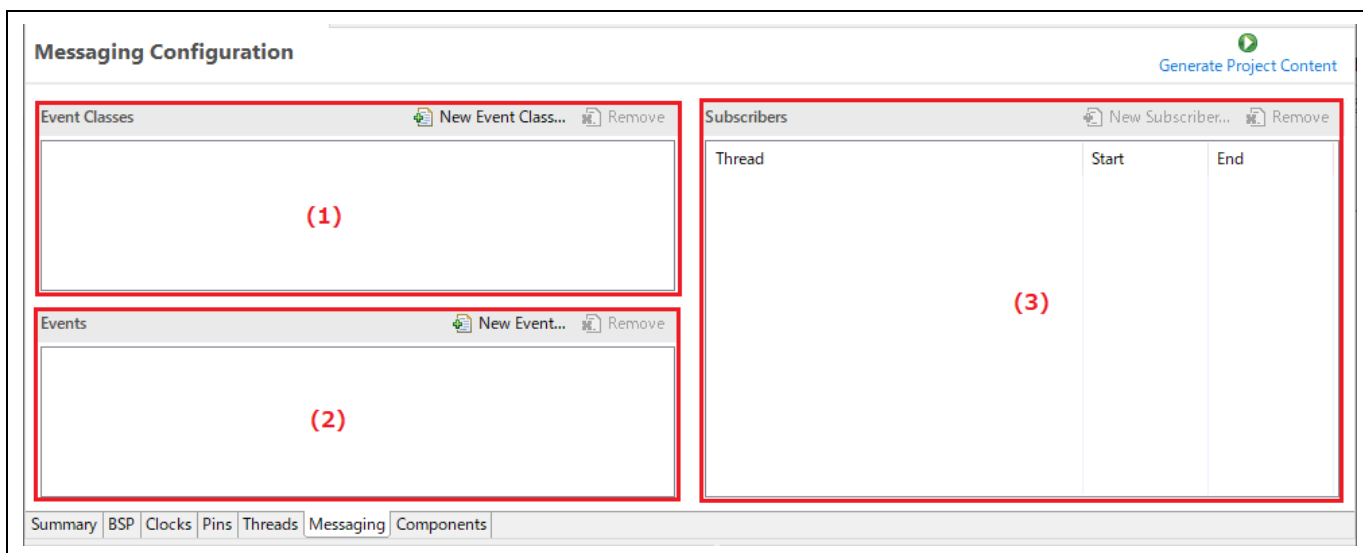 Messaging Configuration
Generate Project Content
Event Classes New Event Class... Remove
(1)
Events New Event... Remove
(2)
Subscribers New Subscriber... Remove
Thread Start End
(3)
Summary BSP Clocks Pins Threads Messaging Components